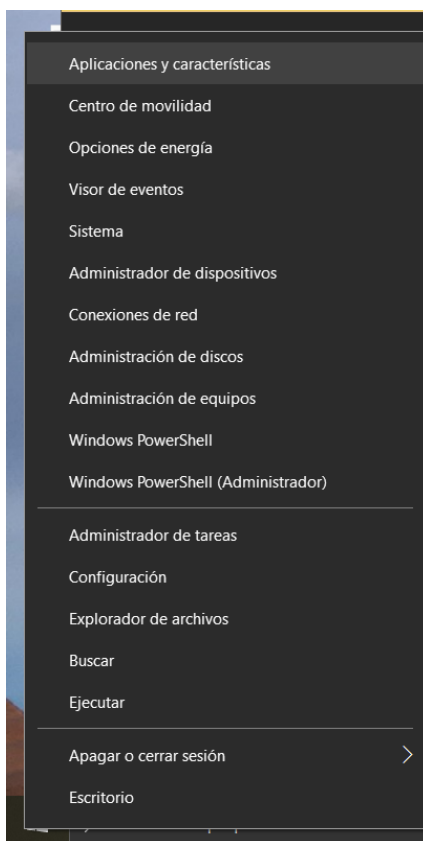 Aplicaciones y características
Centro de movilidad
Opciones de energía
Visor de eventos
Sistema
Administrador de dispositivos
Conexiones de red
Administración de discos
Administración de equipos
Windows PowerShell
Windows PowerShell (Administrador)
Administrador de tareas
Configuración
Explorador de archivos
Buscar
Ejecutar
Apagar o cerrar sesión
Escritorio